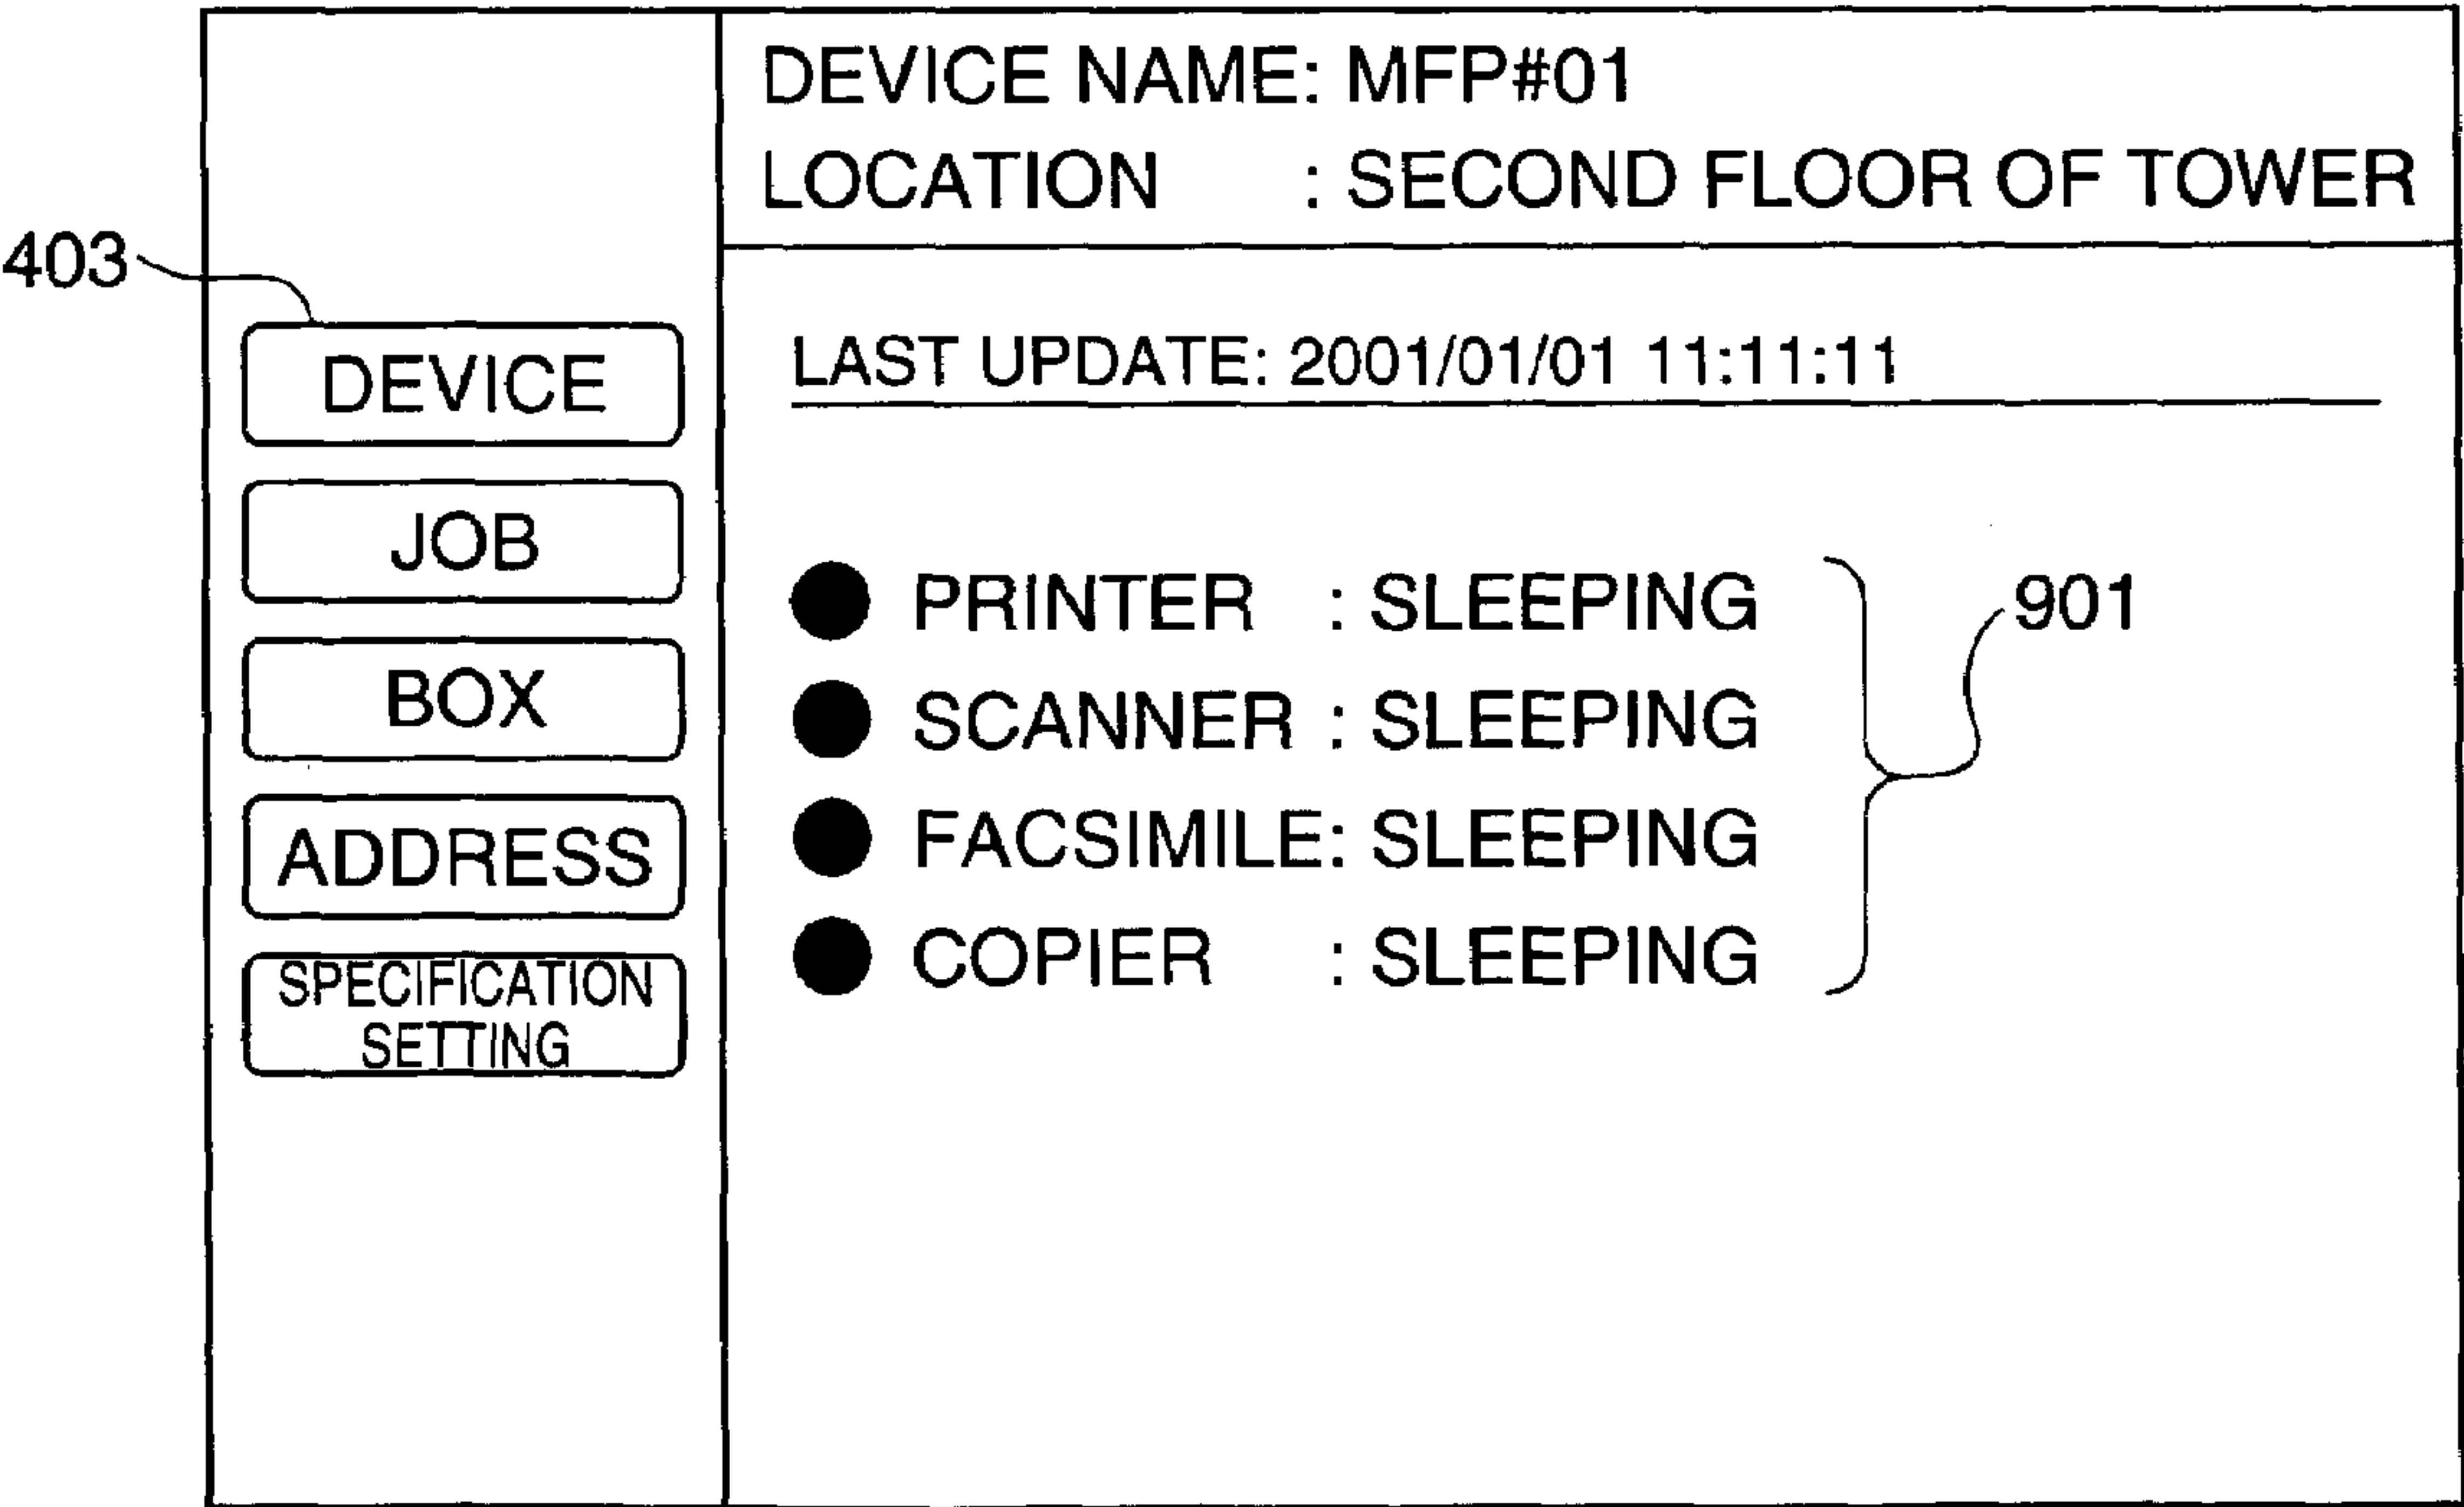 DEVICE NAME: MFP#01
LOCATION : SECOND FLOOR OF TOWER
403
DEVICE
JOB
BOX
ADDRESS
SPECIFICATION
SETTING
LAST UPDATE: 2001/01/01 11:11:11
PRINTER : SLEEPING
SCANNER : SLEEPING
FACSIMILE: SLEEPING
COPIER : SLEEPING
901